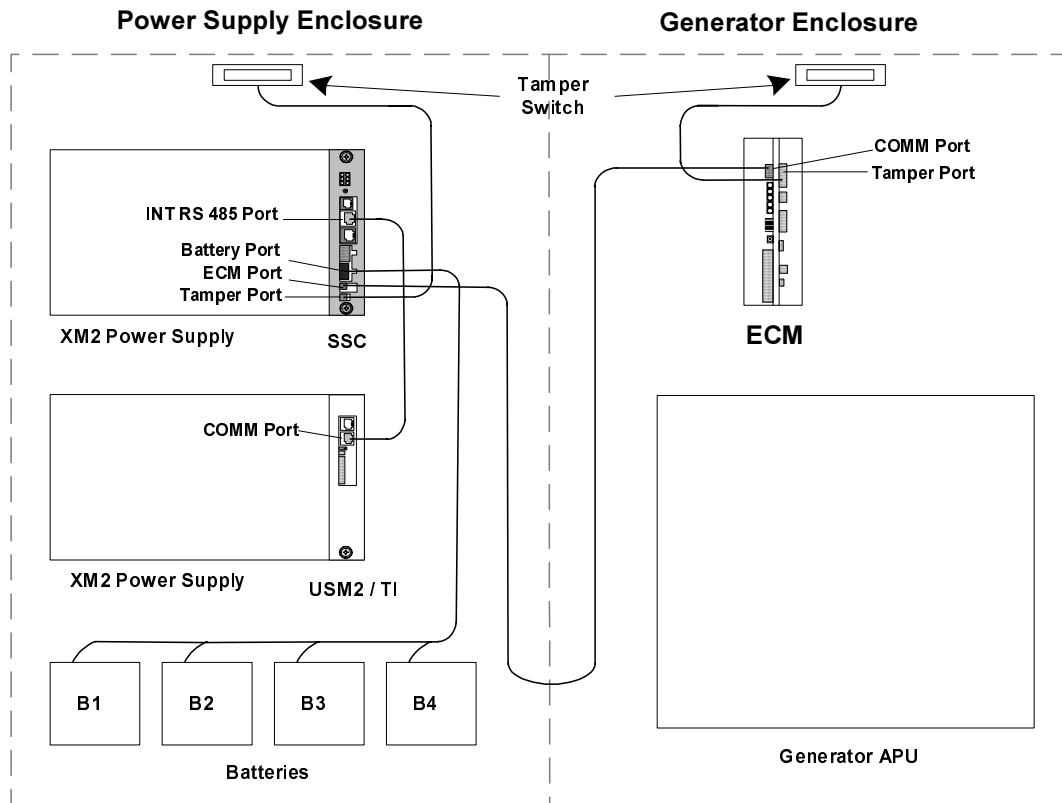 Power Supply Enclosure
Generator Enclosure
Tamper
Switch
COMM Port
Tamper Port
INT RS 485 Port
Battery Port
ECM Port
Tamper Port
XM2 Power Supply
SSC
ECM
COMM Port
XM2 Power Supply
USM2 / TI
B1
B2
B3
B4
Batteries
Generator APU